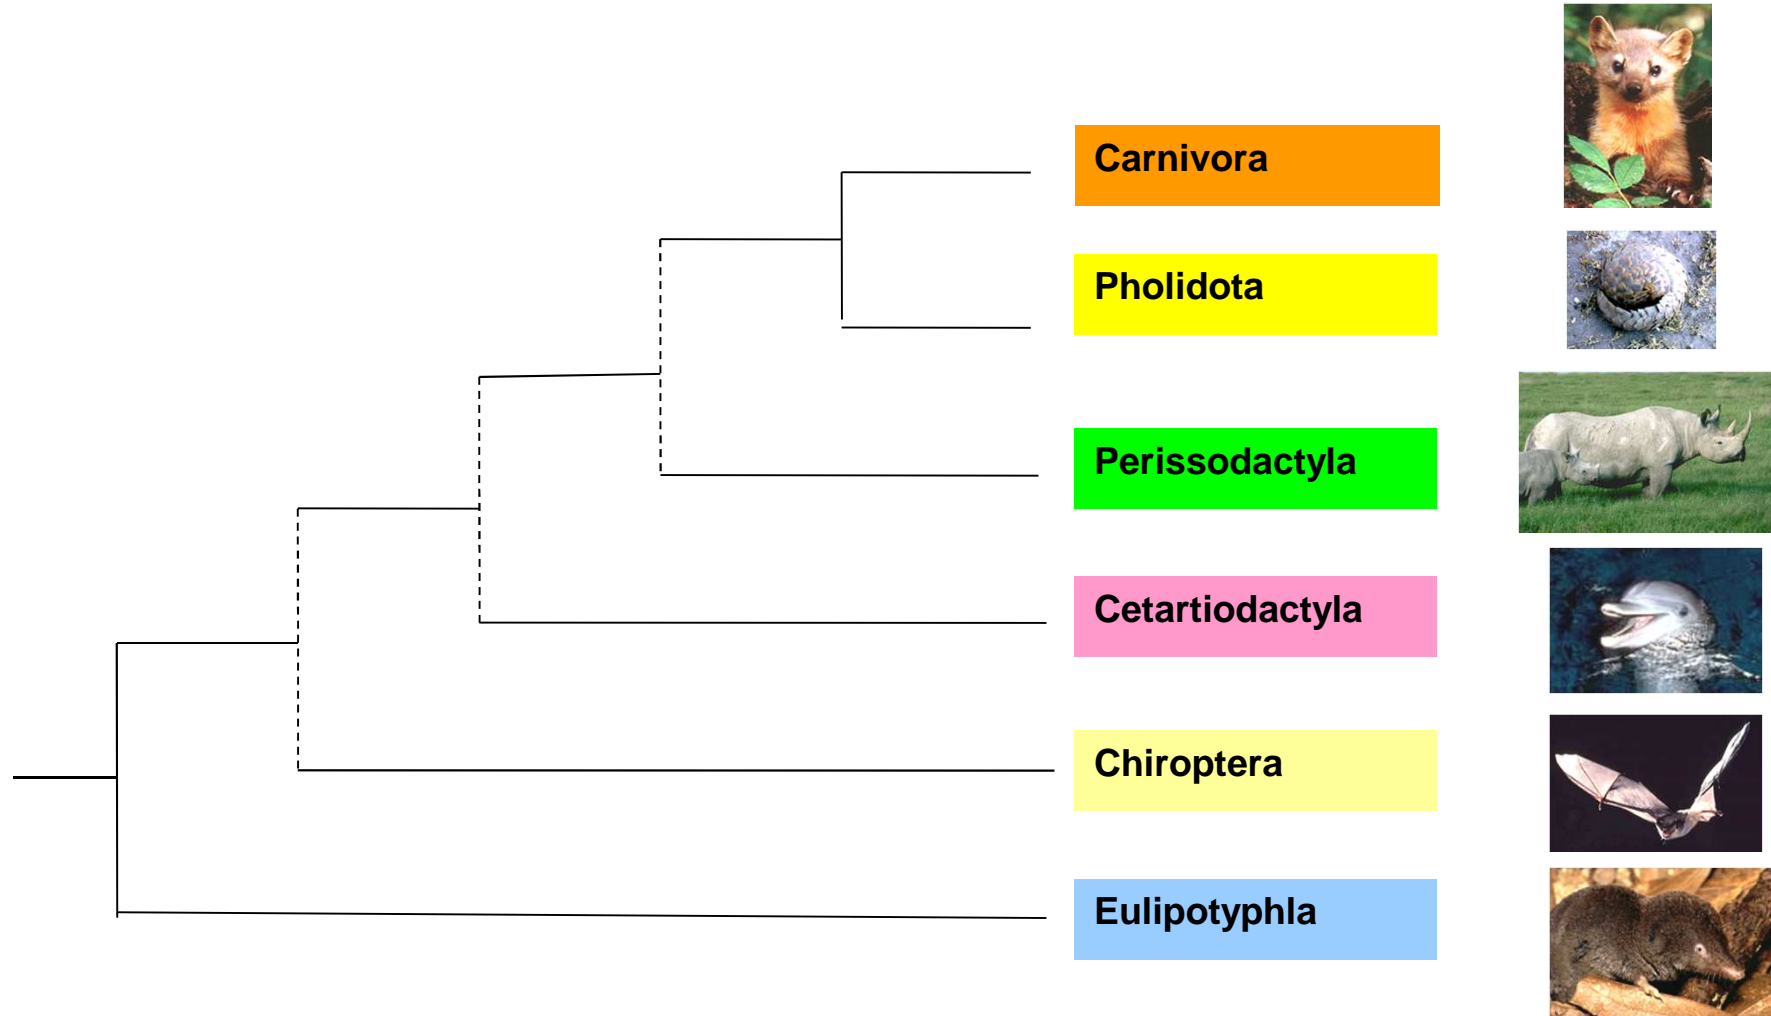 Carnivora
Pholidota
Perissodactyla
Cetartiodactyla
Chiroptera
Eulipotyphla